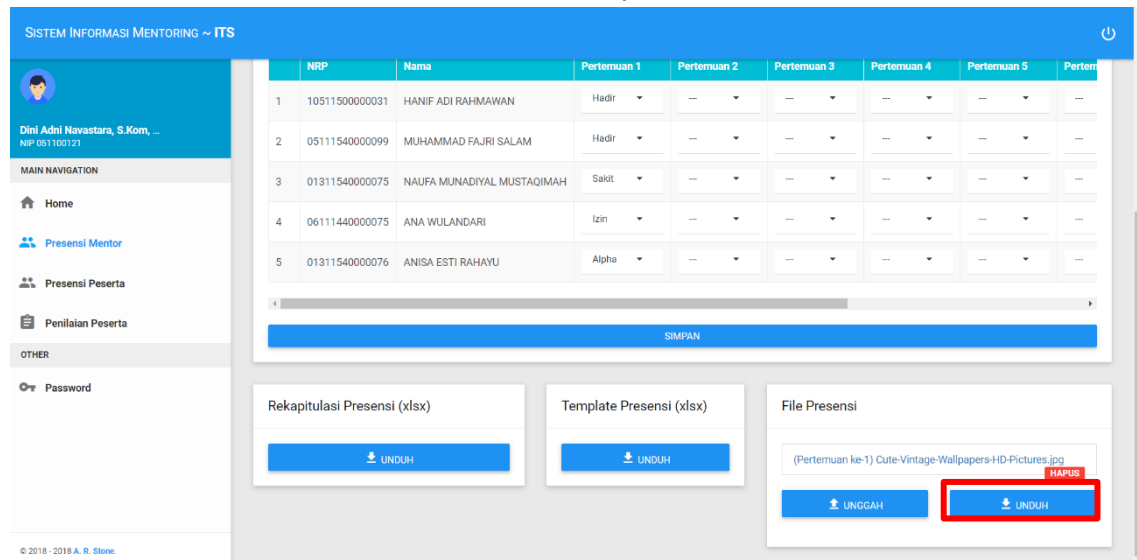 SISTEM INFORMASI MENTORING ~ ITS
Dini Adni Navastara, S.Kom, ...
NIP 051100121
MAIN NAVIGATION
Home
Presensi Mentor
Presensi Peserta
Penilaian Peserta
OTHER
Password
© 2018 - 2018 A. R. Stone.
NRP Nama Pertemuan 1 Pertemuan 2 Pertemuan 3 Pertemuan 4 Pertemuan 5 Pertem
1 10511500000031 HANIF ADI RAHMAWAN Hadir --- --- --- --- ---
2 05111540000099 MUHAMMAD FAJRI SALAM Hadir --- --- --- --- ---
3 01311540000075 NAUFA MUNADIYAL MUSTAQIMAH Sakit --- --- --- --- ---
4 06111440000075 ANA WULANDARI Izin --- --- --- --- ---
5 01311540000076 ANISA ESTI RAHAYU Alpha --- --- --- --- ---
SIMPAN
Rekapitulasi Presensi (xlsx)
UNDUH
Template Presensi (xlsx)
UNDUH
File Presensi
(Pertemuan ke-1) Cute-Vintage-Wallpapers-HD-Pictures.jpg
HAPUS
UNGGAH
UNDUH